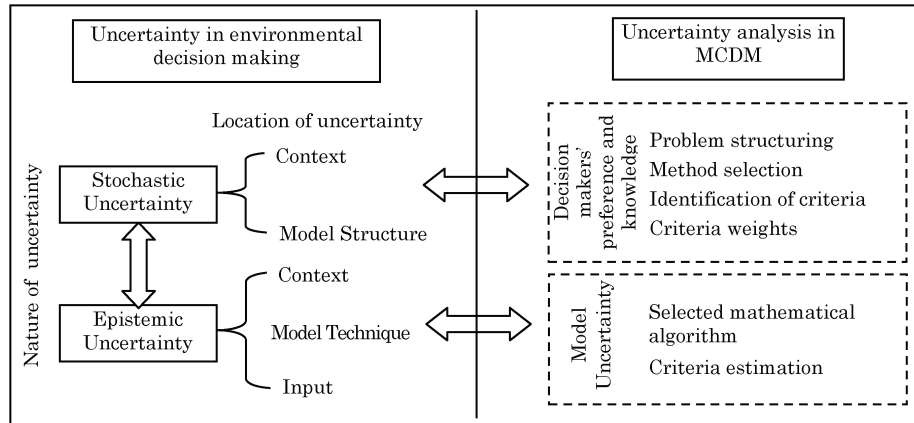 Uncertainty in environmental
decision making
Location of uncertainty
Nature of uncertainty
Stochastic
Uncertainty
Context
Model Structure
Epistemic
Uncertainty
Context
Model Technique
Input
Uncertainty analysis in
MCDM
Decision
makers'
preference and
knowledge
Problem structuring
Method selection
Identification of criteria
Criteria weights
Model
Uncertainty
Selected mathematical
algorithm
Criteria estimation